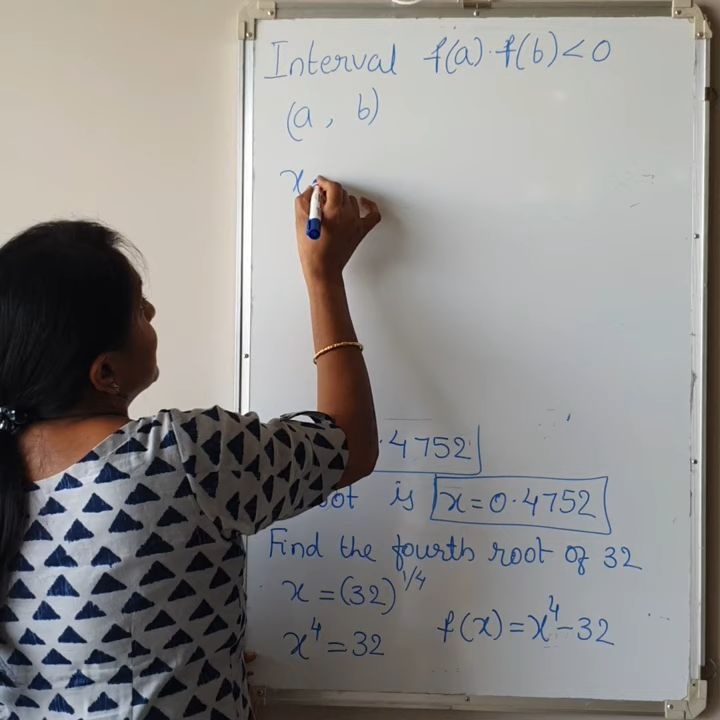 Interval f(a)·f(b)<0
(a, b)
x
.4752
is x=0.4752
Find the fourth root of 32
x=(32)^1/4
x^4=32 f(x)=x^4-32